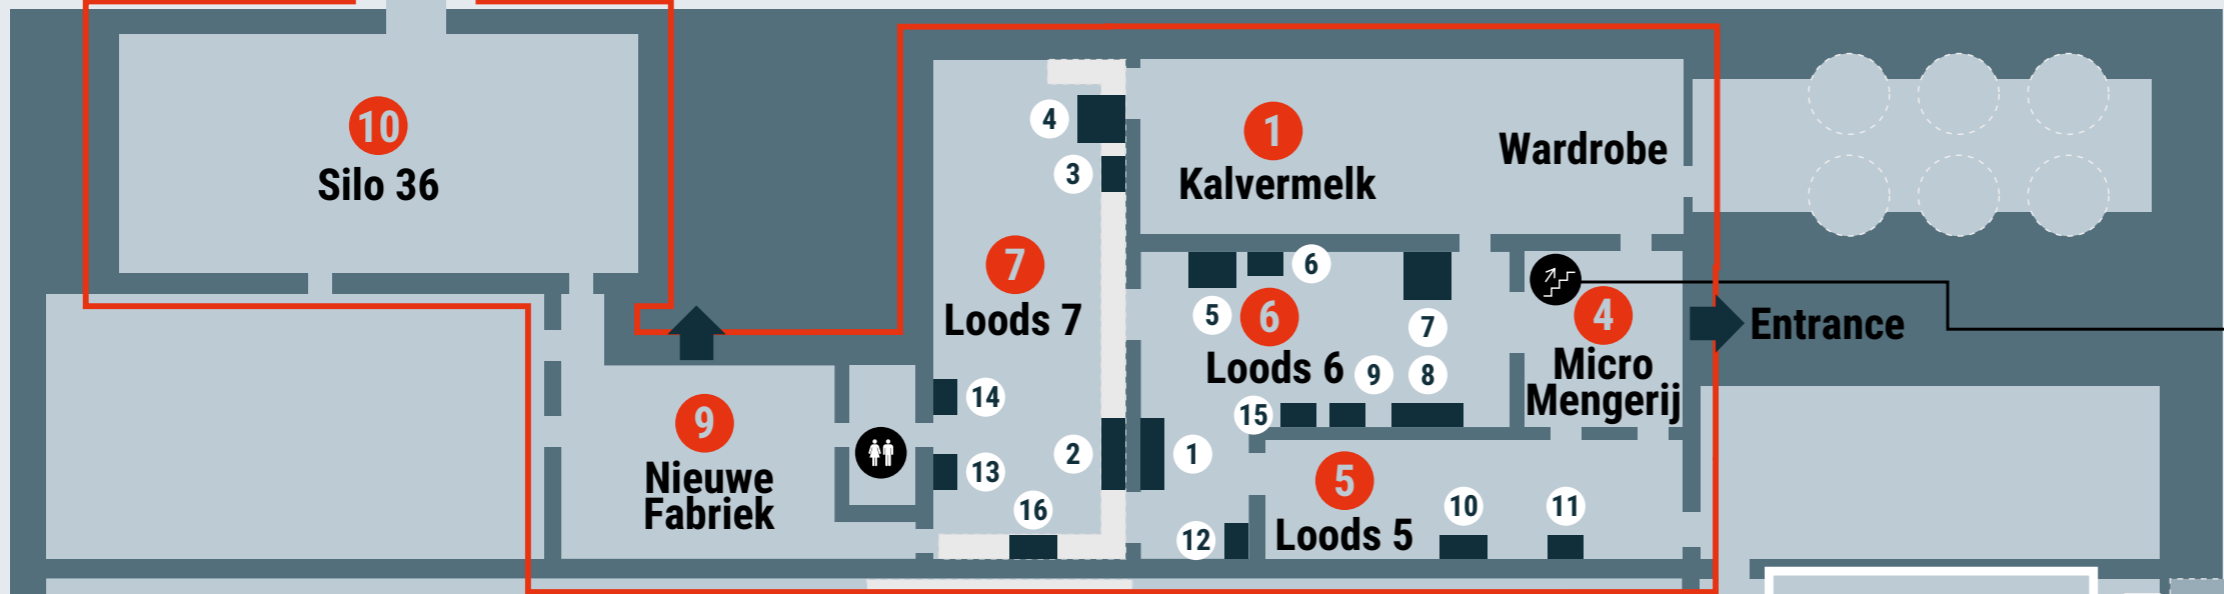 10
Silo 36
4
3
1
Kalvermelk
Wardrobe
7
Loods 7
5
6
6
Loods 6
7
9
8
15
4
Micro
Mengerij
Entrance
14
13
2
1
16
12
9
Nieuwe
Fabriek
5
Loods 5
10
11